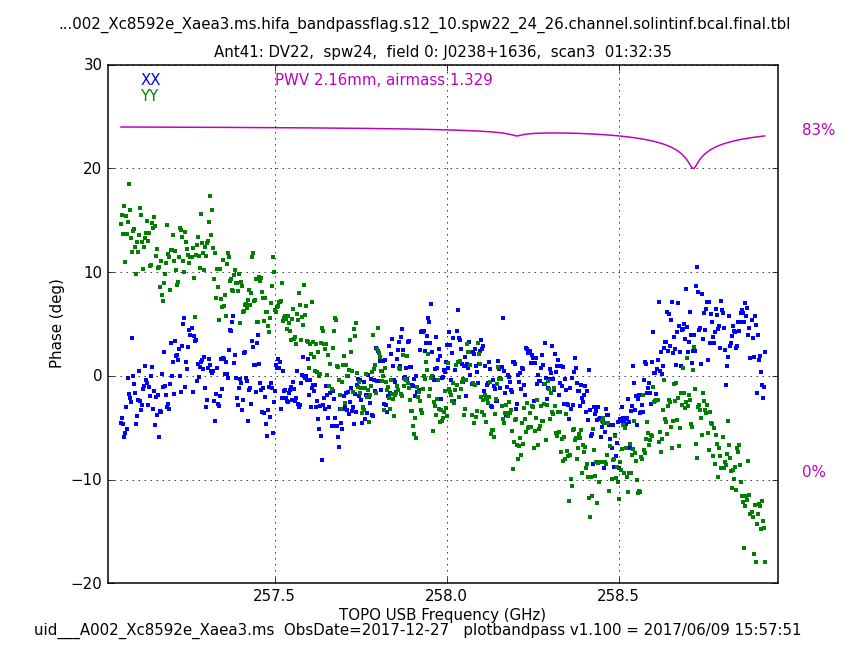 ...002_Xc8592e_Xaea3.ms.hifa_bandpassflag.s12_10.spw22_24_26.channel.solintinf.bcal.final.tbl
Ant41: DV22, spw24, field 0: J0238+1636, scan3 01:32:35
30
XX
PWV 2.16mm, airmass 1.329
YY
83%
20
10
Phase (deg)
0
−10
0%
−20
257.5
258.0
258.5
TOPO USB Frequency (GHz)
uid___A002_Xc8592e_Xaea3.ms ObsDate=2017-12-27 plotbandpass v1.100 = 2017/06/09 15:57:51